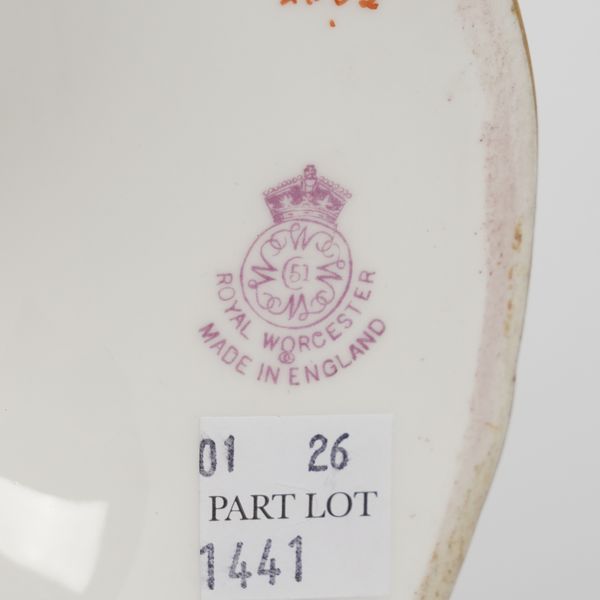 W W W W
51
ROYAL WORCESTER
MADE IN ENGLAND
01 26
PART LOT
1441